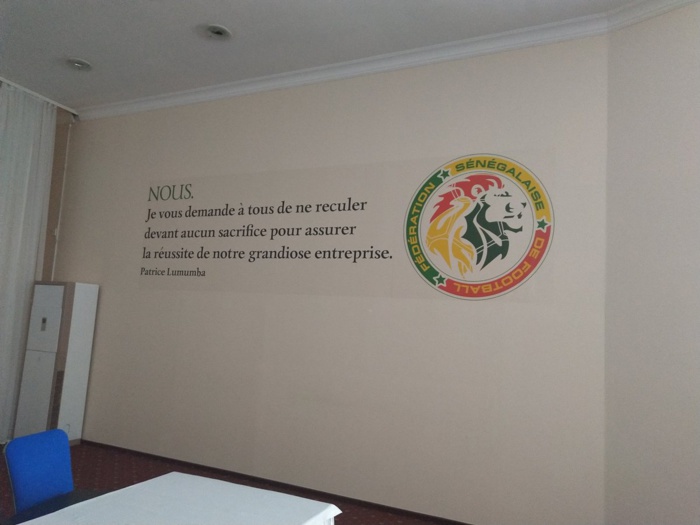 NOUS.
Je vous demande à tous de ne reculer
devant aucun sacrifice pour assurer
la réussite de notre grandiose entreprise.
Patrice Lumumba
FÉDÉRATION SÉNÉGALAISE DE FOOTBALL